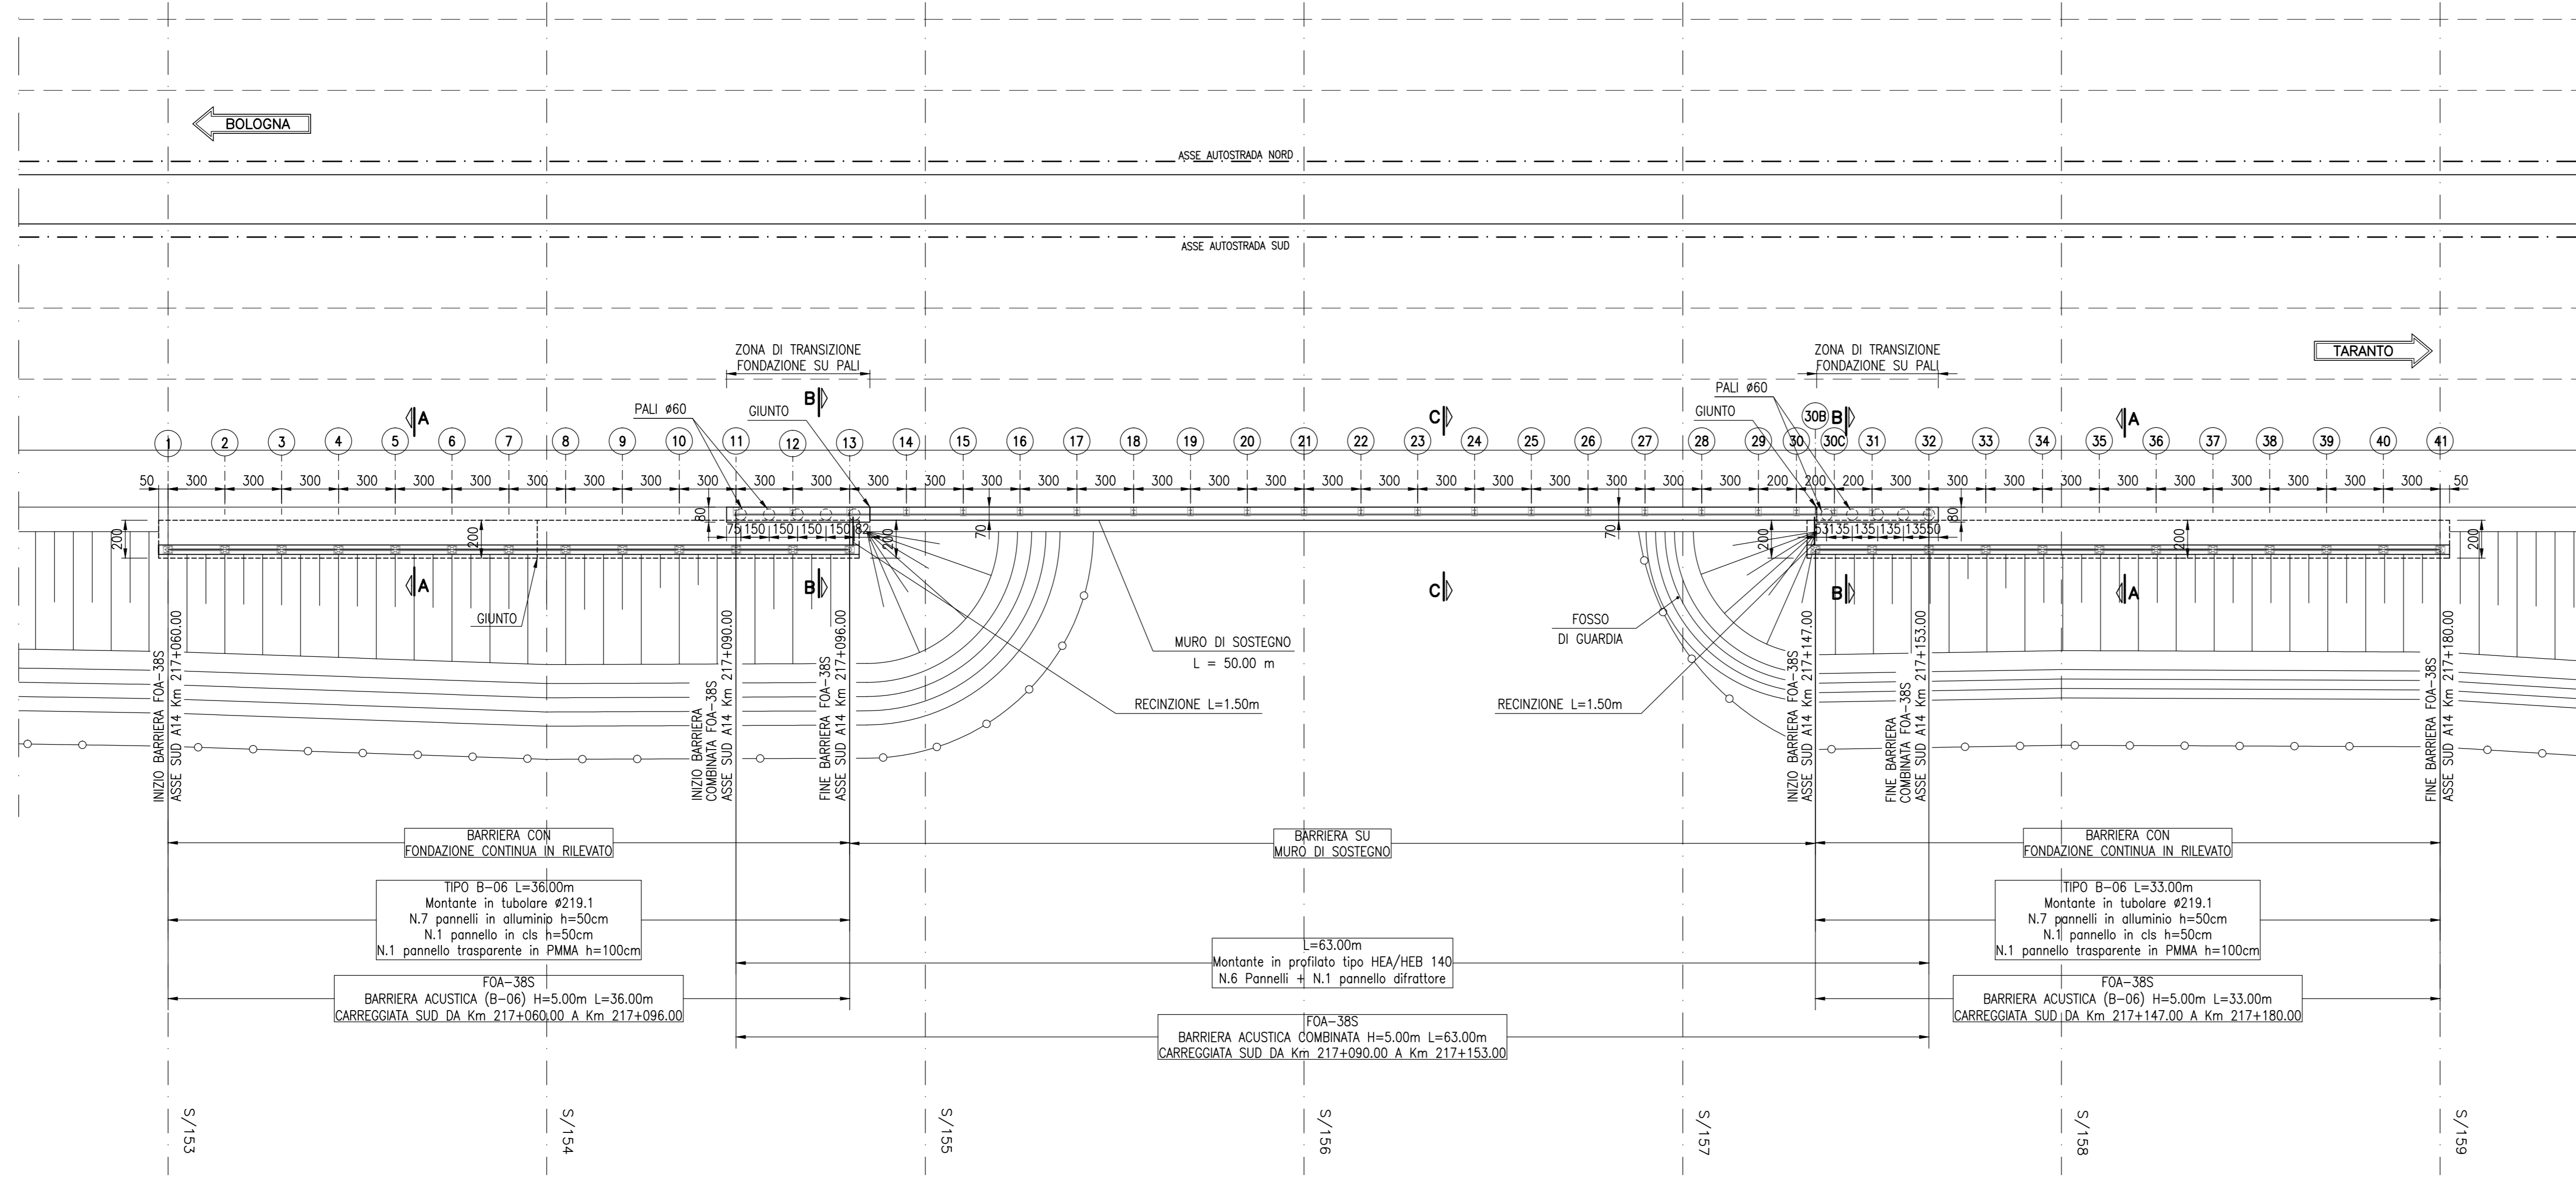 BOLOGNA
ASSE AUTOSTRADA NORD
ASSE AUTOSTRADA SUD
TARANTO
ZONA DI TRANSIZIONE
FONDAZIONE SU PALI
ZONA DI TRANSIZIONE
FONDAZIONE SU PALI
PALI ø60
GIUNTO
B
A
C
PALI ø60
GIUNTO
B
A
1 2 3 4 5 6 7 8 9 10 11 12 13 14 15 16 17 18 19 20 21 22 23 24 25 26 27 28 29 30 30B 30C 31 32 33 34 35 36 37 38 39 40 41
50 300 300 300 300 300 300 300 300 300 300 300 300 300 300 300 300 300 300 300 300 300 300 300 300 300 300 300 300 200 200 200 300 300 300 300 300 300 300 300 300 300 50
200 200 80 75 150 150 150 150 82 200 70 70 200 53 135 135 135 135 50 80 200 200
A
B
C
B
A
GIUNTO
MURO DI SOSTEGNO
L = 50.00 m
FOSSO
DI GUARDIA
RECINZIONE L=1.50m
RECINZIONE L=1.50m
INIZIO BARRIERA FOA-38S
ASSE SUD A14 Km 217+060.00
INIZIO BARRIERA
COMBINATA FOA-38S
ASSE SUD A14 Km 217+090.00
FINE BARRIERA FOA-38S
ASSE SUD A14 Km 217+096.00
INIZIO BARRIERA FOA-38S
ASSE SUD A14 Km 217+147.00
FINE BARRIERA
COMBINATA FOA-38S
ASSE SUD A14 Km 217+153.00
FINE BARRIERA FOA-38S
ASSE SUD A14 Km 217+180.00
BARRIERA CON
FONDAZIONE CONTINUA IN RILEVATO
BARRIERA SU
MURO DI SOSTEGNO
BARRIERA CON
FONDAZIONE CONTINUA IN RILEVATO
TIPO B-06 L=36.00m
Montante in tubolare ø219.1
N.7 pannelli in alluminio h=50cm
N.1 pannello in cls h=50cm
N.1 pannello trasparente in PMMA h=100cm
L=63.00m
Montante in profilato tipo HEA/HEB 140
N.6 Pannelli + N.1 pannello difrattore
TIPO B-06 L=33.00m
Montante in tubolare ø219.1
N.7 pannelli in alluminio h=50cm
N.1 pannello in cls h=50cm
N.1 pannello trasparente in PMMA h=100cm
FOA-38S
BARRIERA ACUSTICA (B-06) H=5.00m L=36.00m
CARREGGIATA SUD DA Km 217+060.00 A Km 217+096.00
FOA-38S
BARRIERA ACUSTICA COMBINATA H=5.00m L=63.00m
CARREGGIATA SUD DA Km 217+090.00 A Km 217+153.00
FOA-38S
BARRIERA ACUSTICA (B-06) H=5.00m L=33.00m
CARREGGIATA SUD DA Km 217+147.00 A Km 217+180.00
S/153
S/154
S/155
S/156
S/157
S/158
S/159